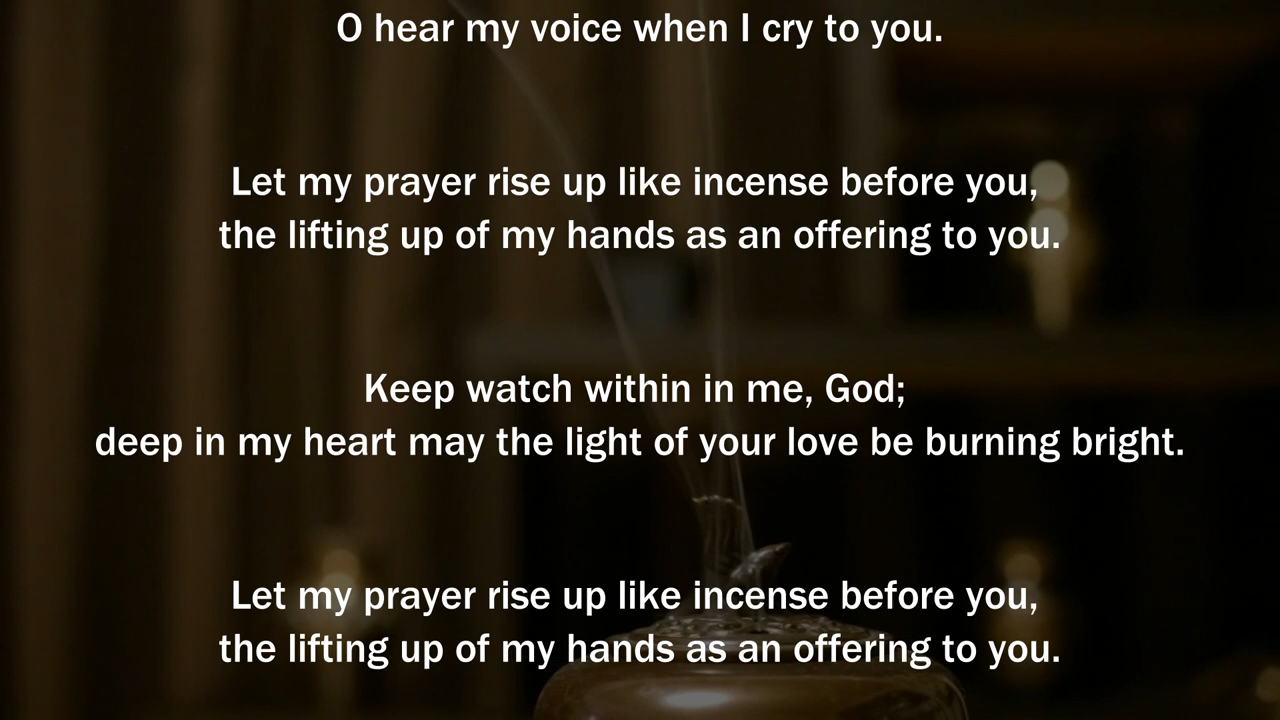 O hear my voice when I cry to you.
Let my prayer rise up like incense before you,
the lifting up of my hands as an offering to you.
Keep watch within in me, God;
deep in my heart may the light of your love be burning bright.
Let my prayer rise up like incense before you,
the lifting up of my hands as an offering to you.